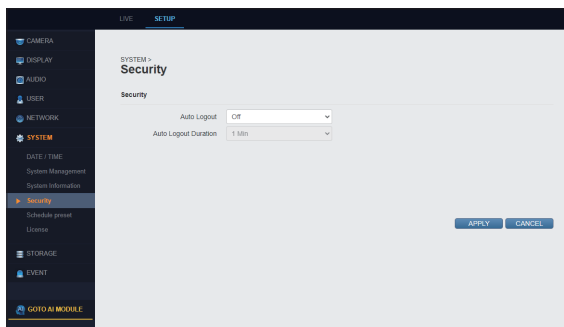 LIVE SETUP
CAMERA
DISPLAY
AUDIO
USER
NETWORK
SYSTEM
DATE / TIME
System Management
System Information
Security
Schedule preset
License
STORAGE
EVENT
GOTO AI MODULE
SYSTEM >
Security
Security
Auto Logout Off
Auto Logout Duration 1 Min
APPLY CANCEL